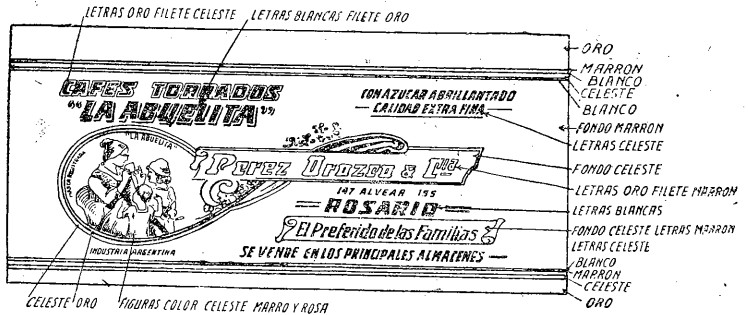 LETRAS ORO FILETE CELESTE
LETRAS BLANCAS FILETE ORO
ORO
MARRON
BLANCO
CELESTE
BLANCO
CAFES TORRADOS
"LA ABUELITA"
CON AZUCAR ABRILLANTADO
— CALIDAD EXTRA FINA —
FONDO MARRON
LETRAS CELESTE
"LA ABUELITA"
Perez Orozco & Cia
FONDO CELESTE
LETRAS ORO FILETE MARRON
147 ALVEAR 195
ROSARIO
LETRAS BLANCAS
El Preferido de las Familias
FONDO CELESTE LETRAS MARRON
LETRAS CELESTE
INDUSTRIA ARGENTINA
SE VENDE EN LOS PRINCIPALES ALMACENES —
BLANCO
MARRON
CELESTE
ORO
CELESTE
ORO
FIGURAS COLOR CELESTE MARRO Y ROSA